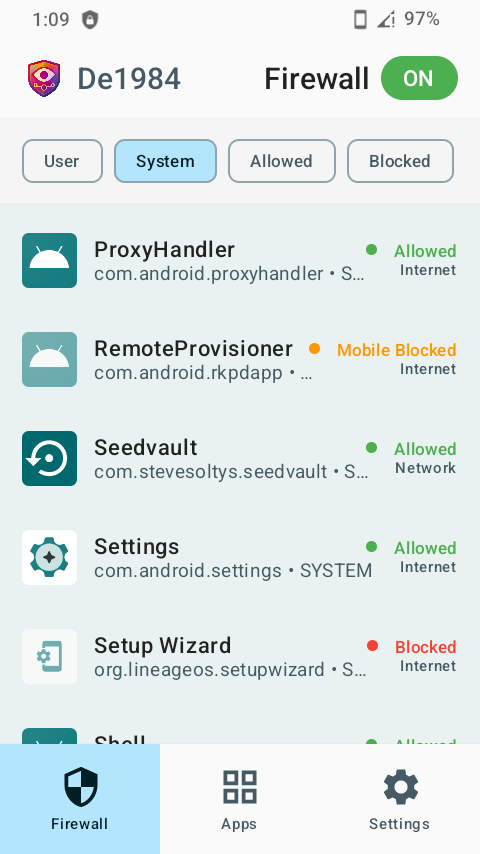 1:09 97%
De1984 Firewall ON
User System Allowed Blocked
ProxyHandler Allowed
com.android.proxyhandler • S... Internet
RemoteProvisioner Mobile Blocked
com.android.rkpdapp • ... Internet
Seedvault Allowed
com.stevesoltys.seedvault • S... Network
Settings Allowed
com.android.settings • SYSTEM Internet
Setup Wizard Blocked
org.lineageos.setupwizard • S... Internet
Shell Allowed
Firewall Apps Settings